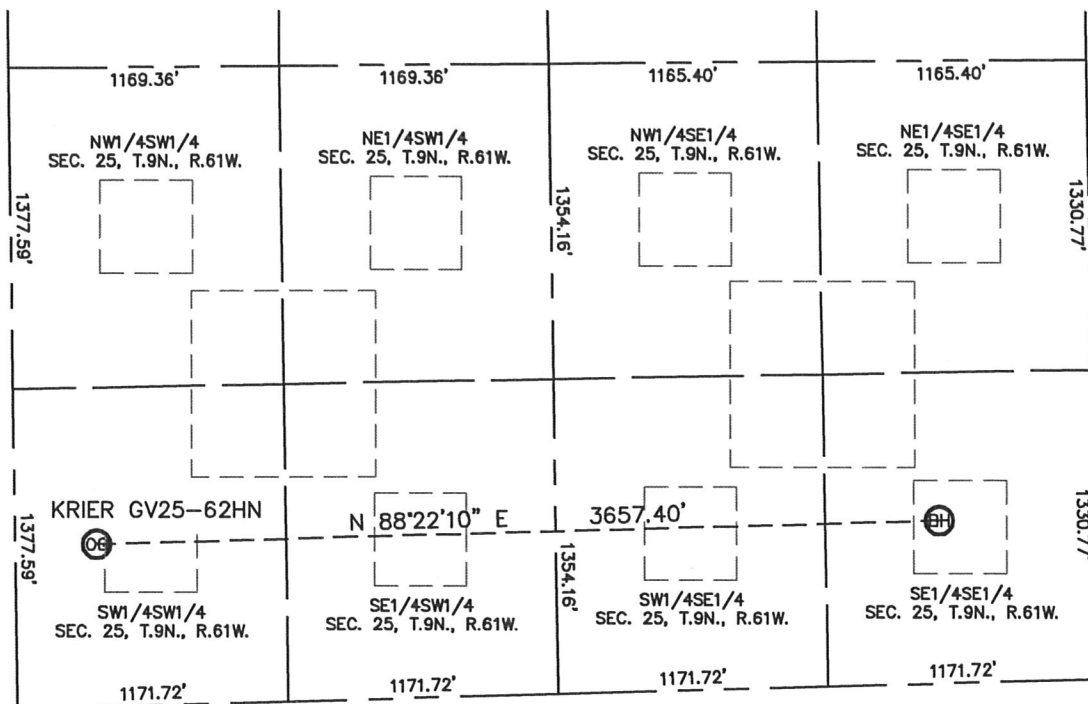 1169.36'
1169.36'
1165.40'
1165.40'
NW1/4SW1/4
SEC. 25, T.9N., R.61W.
NE1/4SW1/4
SEC. 25, T.9N., R.61W.
NW1/4SE1/4
SEC. 25, T.9N., R.61W.
NE1/4SE1/4
SEC. 25, T.9N., R.61W.
1377.59'
1354.16'
1330.77'
KRIER GV25-62HN
N 88°22'10" E
3657.40'
BH
1377.59'
1354.16'
1330.77'
SW1/4SW1/4
SEC. 25, T.9N., R.61W.
SE1/4SW1/4
SEC. 25, T.9N., R.61W.
SW1/4SE1/4
SEC. 25, T.9N., R.61W.
SE1/4SE1/4
SEC. 25, T.9N., R.61W.
1171.72'
1171.72'
1171.72'
1171.72'